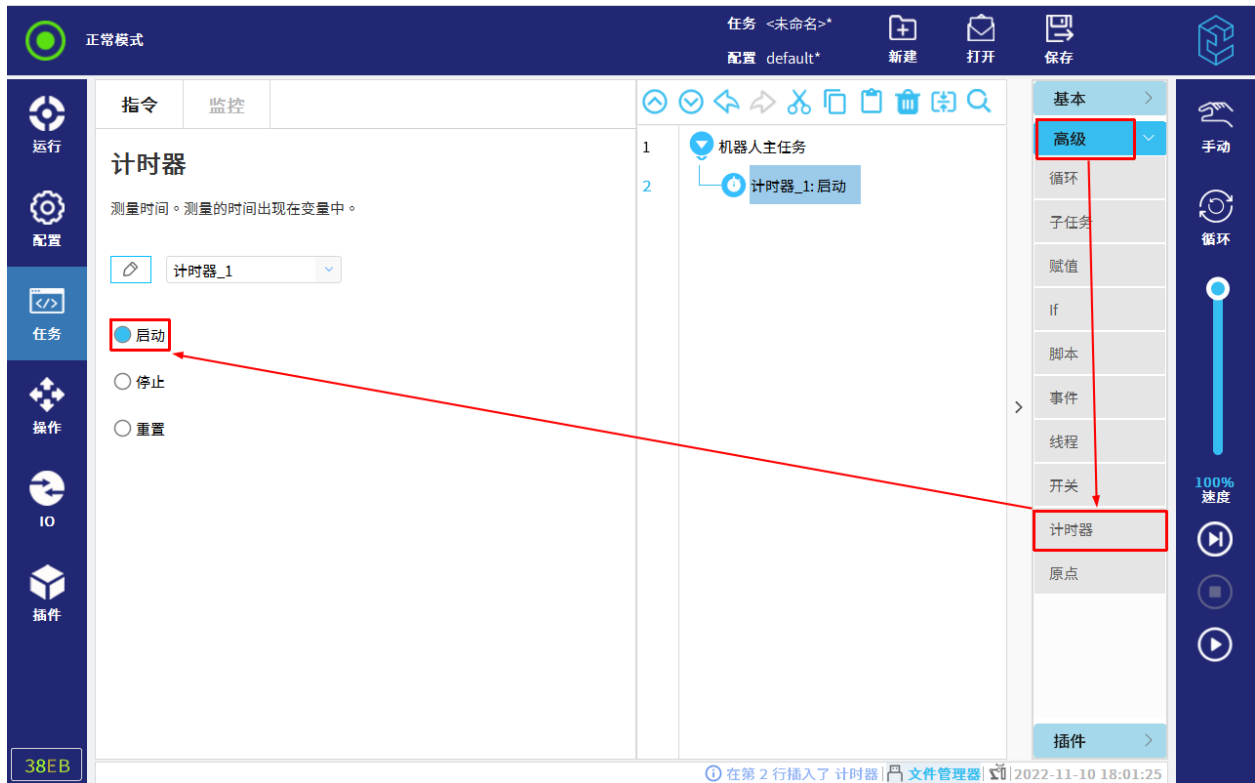 正常模式
任务 <未命名>*
配置 default*
新建
打开
保存
运行
配置
任务
操作
IO
插件
38EB
指令
监控
计时器
测量时间。测量的时间出现在变量中。
计时器_1
启动
停止
重置
1
机器人主任务
2
计时器_1: 启动
基本
高级
循环
子任务
赋值
If
脚本
事件
线程
开关
计时器
原点
插件
手动
循环
100%
速度
在第 2 行插入了 计时器
文件管理器
2022-11-10 18:01:25